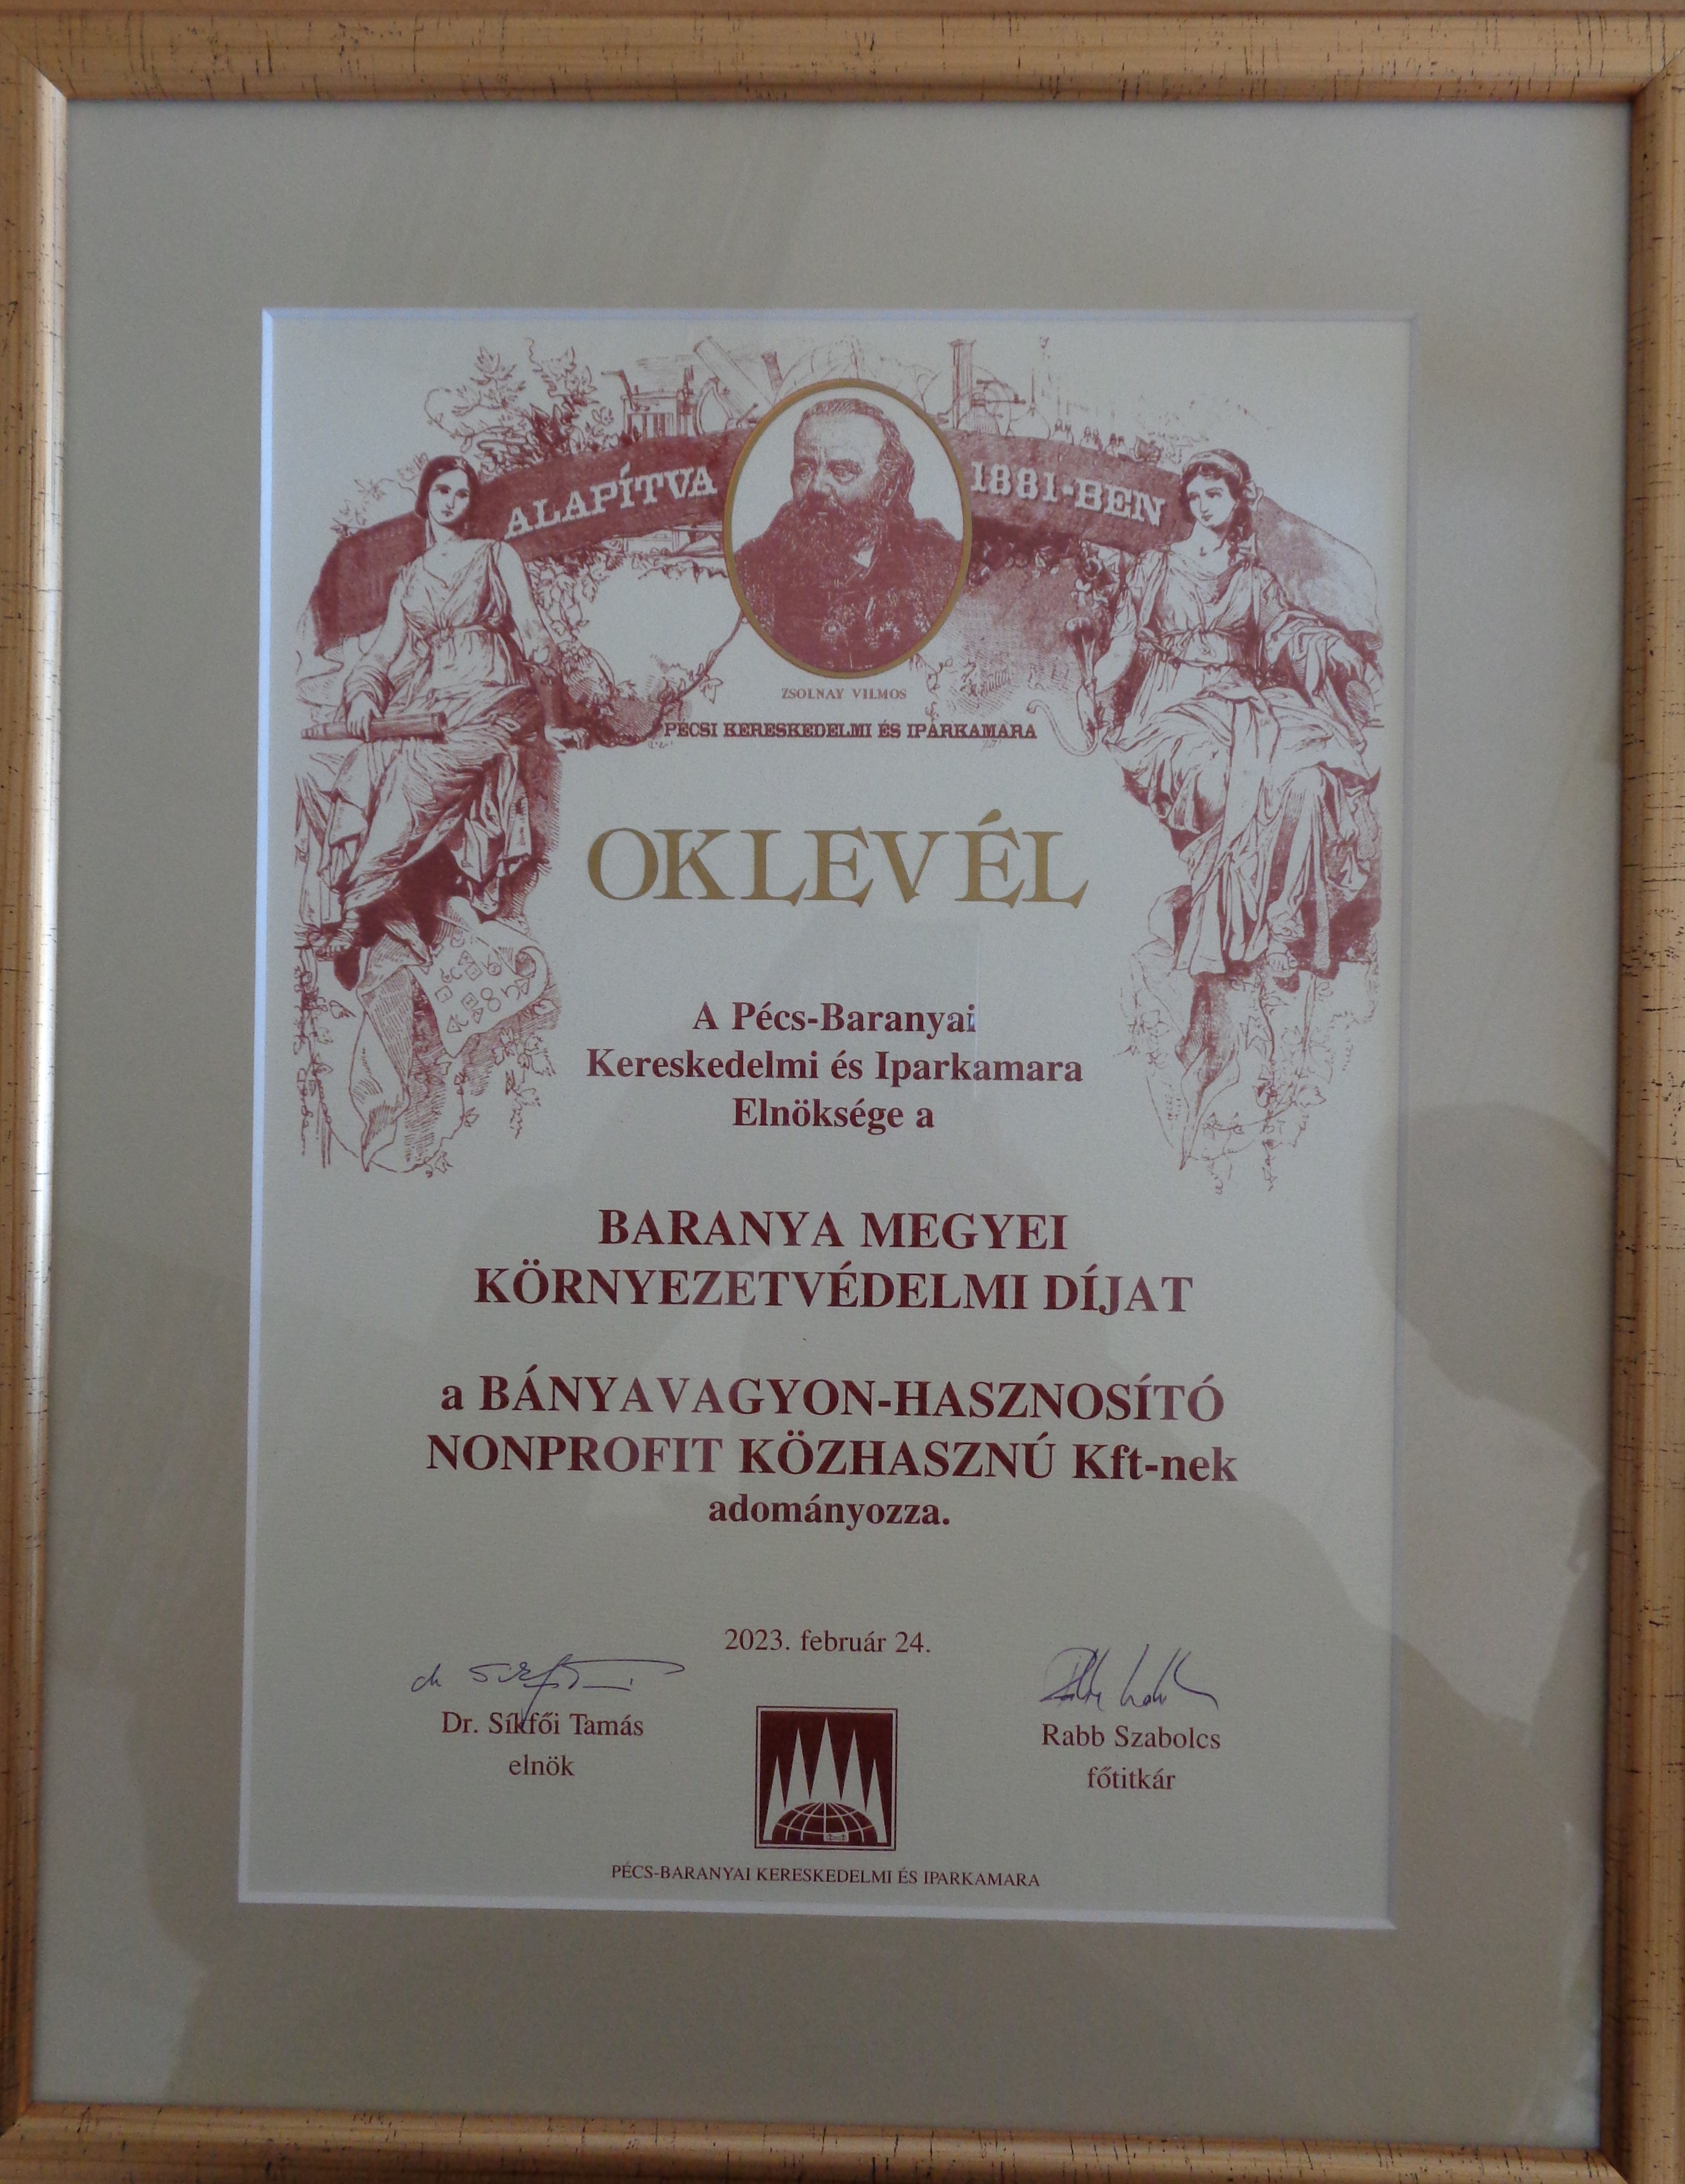 ALAPÍTVA 1881-BEN
ZSOLNAY VILMOS
PÉCSI KERESKEDELMI ÉS IPARKAMARA
OKLEVÉL
A Pécs-Baranyai
Kereskedelmi és Iparkamara
Elnöksége a
BARANYA MEGYEI
KÖRNYEZETVÉDELMI DÍJAT
a BÁNYAVAGYON-HASZNOSÍTÓ
NONPROFIT KÖZHASZNÚ Kft-nek
adományozza.
2023. február 24.
Dr. Síkfői Tamás
elnök
Rabb Szabolcs
főtitkár
PÉCS-BARANYAI KERESKEDELMI ÉS IPARKAMARA